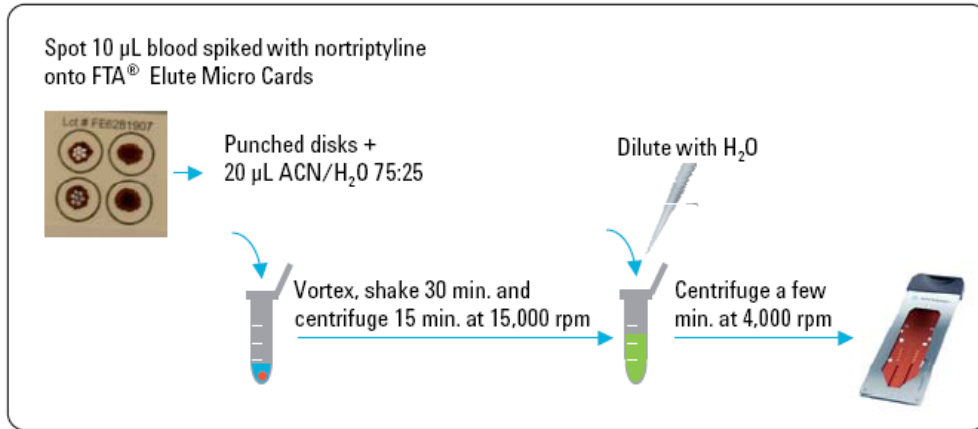 Spot 10 µL blood spiked with nortriptyline
onto FTA® Elute Micro Cards
Lot # FE6281907
Punched disks +
20 µL ACN/H₂O 75:25
Dilute with H₂O
Vortex, shake 30 min. and
centrifuge 15 min. at 15,000 rpm
Centrifuge a few
min. at 4,000 rpm